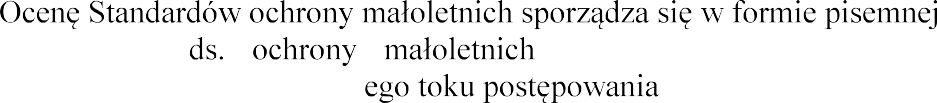 Ocenę Standardów ochrony małoletnich sporządza się w formie pisemnej
ds. ochrony małoletnich
ego toku postępowania